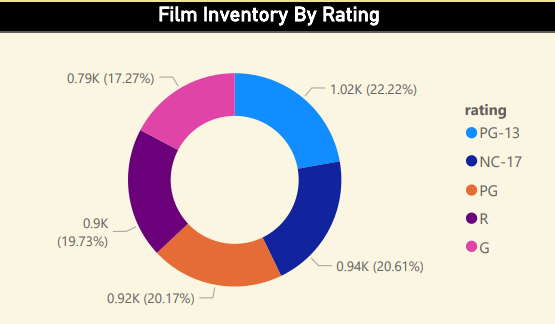 Film Inventory By Rating
0.79K (17.27%)
1.02K (22.22%)
rating
PG-13
NC-17
PG
R
G
0.9K
(19.73%)
0.94K (20.61%)
0.92K (20.17%)